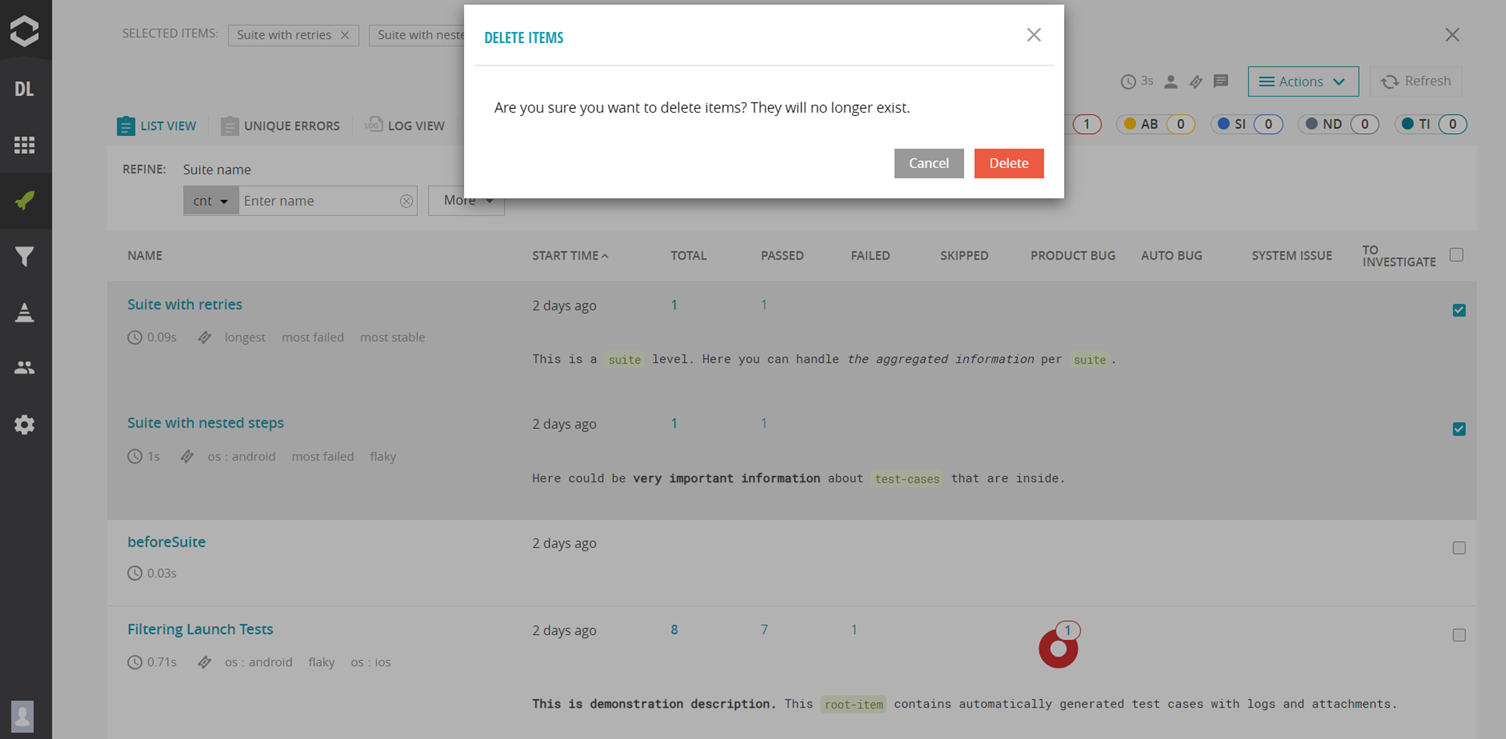 SELECTED ITEMS: Suite with retries Suite with neste
DELETE ITEMS
DL
3s Actions Refresh
Are you sure you want to delete items? They will no longer exist.
LIST VIEW UNIQUE ERRORS LOG LOG VIEW 1 AB 0 SI 0 ND 0 TI 0
Cancel Delete
REFINE: Suite name
cnt Enter name More
NAME START TIME TOTAL PASSED FAILED SKIPPED PRODUCT BUG AUTO BUG SYSTEM ISSUE TO INVESTIGATE
Suite with retries 2 days ago 1 1
0.09s longest most failed most stable
This is a suite level. Here you can handle the aggregated information per suite.
Suite with nested steps 2 days ago 1 1
1s os : android most failed flaky
Here could be very important information about test-cases that are inside.
beforeSuite 2 days ago
0.03s
Filtering Launch Tests 2 days ago 8 7 1 1
0.71s os : android flaky os : ios
This is demonstration description. This root-item contains automatically generated test cases with logs and attachments.